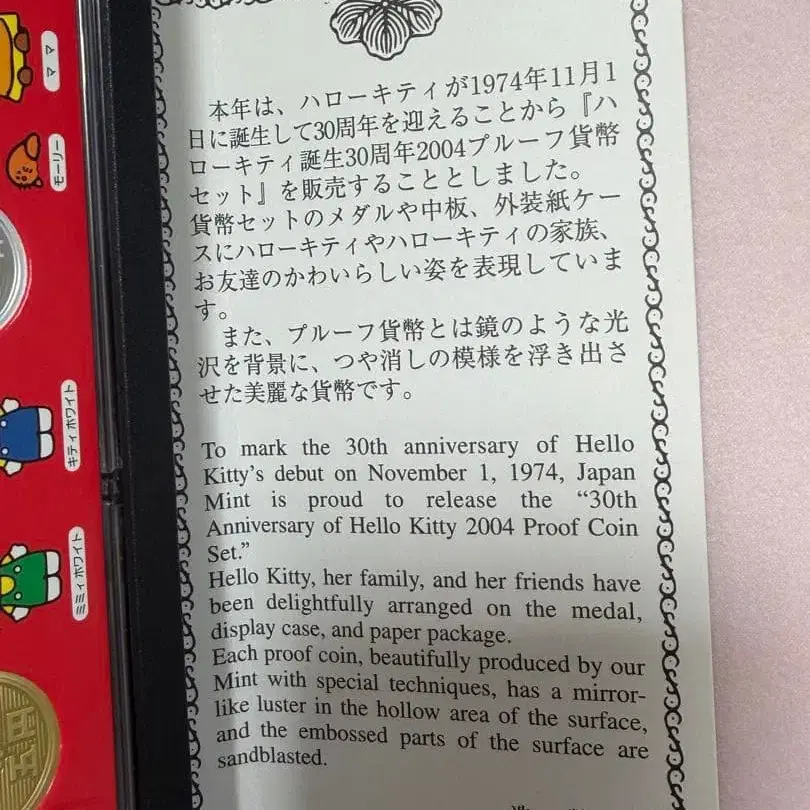 ママ
モーリー
キティホワイト
ミミィホワイト
本年は、ハローキティが1974年11月1
日に誕生して30周年を迎えることから『ハ
ローキティ誕生30周年2004プルーフ貨幣
セット』を販売することとしました。
貨幣セットのメダルや中板、外装紙ケー
スにハローキティやハローキティの家族、
お友達のかわいらしい姿を表現していま
す。
また、プルーフ貨幣とは鏡のような光
沢を背景に、つや消しの模様を浮き出さ
せた美麗な貨幣です。
To mark the 30th anniversary of Hello
Kitty's debut on November 1, 1974, Japan
Mint is proud to release the “30th
Anniversary of Hello Kitty 2004 Proof Coin
Set.”
Hello Kitty, her family, and her friends have
been delightfully arranged on the medal,
display case, and paper package.
Each proof coin, beautifully produced by our
Mint with special techniques, has a mirror-
like luster in the hollow area of the surface,
and the embossed parts of the surface are
sandblasted.